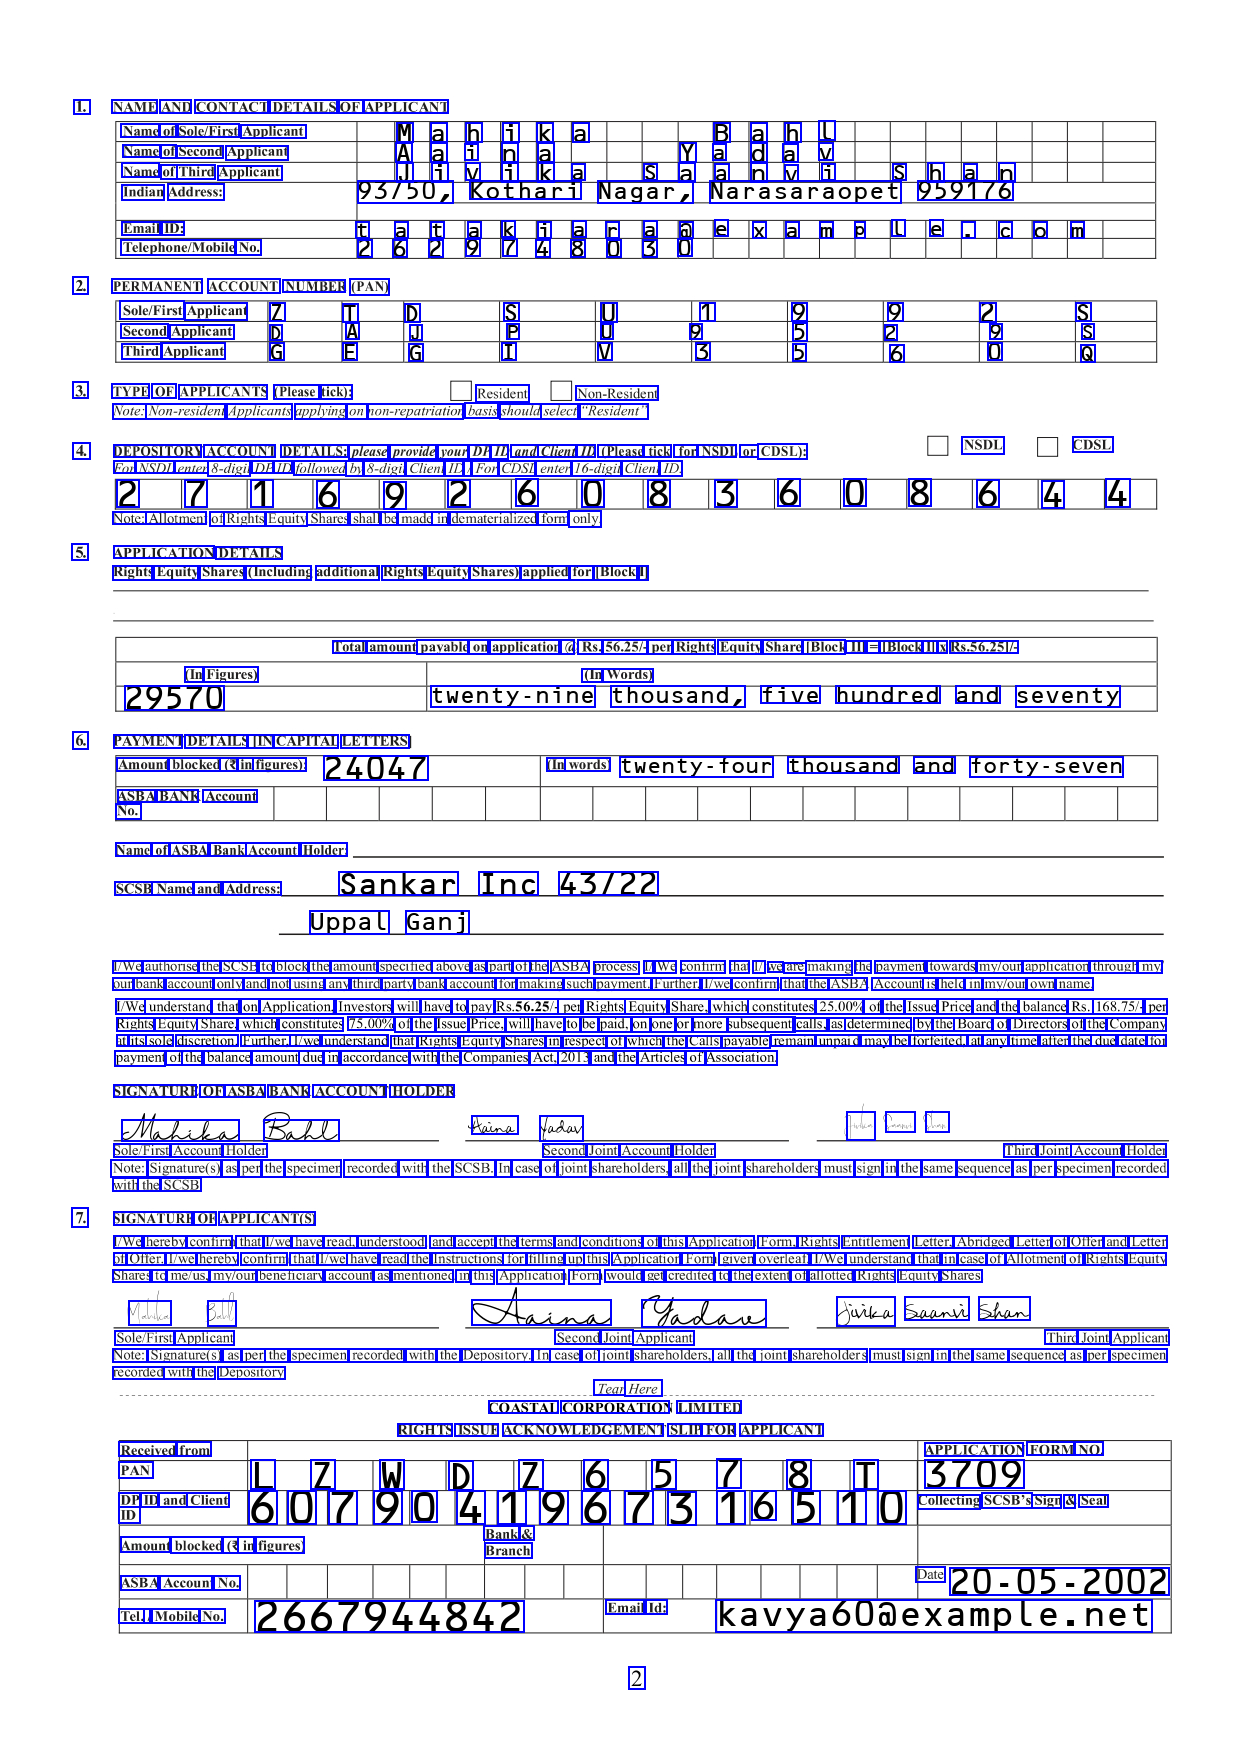 1. NAME AND CONTACT DETAILS OF APPLICANT
Name of Sole/First Applicant Mahika Bahl
Name of Second Applicant Aaina Yadav
Name of Third Applicant Jivika Saanvi Shan
Indian Address: 93/50, Kothari Nagar, Narasaraopet 959176
Email ID: tatakiara@example.com
Telephone/Mobile No. 2629748030
2. PERMANENT ACCOUNT NUMBER (PAN)
Sole/First Applicant Z T D S U 1 9 9 2 S
Second Applicant D A J P U 9 5 2 9 S
Third Applicant G E G I V 3 5 6 0 Q
3. TYPE OF APPLICANTS (Please tick): Resident Non-Resident
Note: Non-resident Applicants applying on non-repatriation basis should select "Resident"
4. DEPOSITORY ACCOUNT DETAILS: please provide your DP ID and Client ID (Please tick for NSDL or CDSL): NSDL CDSL
For NSDL enter 8-digit DP ID followed by 8-digit Client ID / For CDSL enter 16-digit Client ID.
2 7 1 6 9 2 6 0 8 3 6 0 8 6 4 4
Note: Allotment of Rights Equity Shares shall be made in dematerialized form only.
5. APPLICATION DETAILS
Rights Equity Shares (Including additional Rights Equity Shares) applied for [Block I]
Total amount payable on application @ Rs. 56.25/- per Rights Equity Share [Block II] = [Block I] x Rs.56.25]/-
(In Figures) (In Words)
29570 twenty-nine thousand, five hundred and seventy
6. PAYMENT DETAILS [IN CAPITAL LETTERS]
Amount blocked (₹ in figures): 24047 (In words) twenty-four thousand and forty-seven
ASBA BANK Account
No.
Name of ASBA Bank Account Holder:
SCSB Name and Address: Sankar Inc 43/22
Uppal Ganj
I/We authorise the SCSB to block the amount specified above as part of the ASBA process. I/ We confirm that I/ we are making the payment towards my/our application through my/
our bank account only and not using any third party bank account for making such payment. Further, I/we confirm that the ASBA Account is held in my/our own name.
I/We understand that on Application, Investors will have to pay Rs.56.25/- per Rights Equity Share, which constitutes 25.00% of the Issue Price and the balance Rs. 168.75/- per
Rights Equity Share, which constitutes 75.00% of the Issue Price, will have to be paid, on one or more subsequent calls, as determined by the Board of Directors of the Company
at its sole discretion. Further, I/we understand that Rights Equity Shares in respect of which the Calls payable remain unpaid may be forfeited, at any time after the due date for
payment of the balance amount due in accordance with the Companies Act, 2013 and the Articles of Association.
SIGNATURE OF ASBA BANK ACCOUNT HOLDER
Mahika Bahl Aaina Yadav Jivika Saanvi Shan
Sole/First Account Holder Second Joint Account Holder Third Joint Account Holder
Note: Signature(s) as per the specimen recorded with the SCSB. In case of joint shareholders, all the joint shareholders must sign in the same sequence as per specimen recorded
with the SCSB
7. SIGNATURE OF APPLICANT(S)
I/We hereby confirm that I/we have read, understood and accept the terms and conditions of this Application Form, Rights Entitlement Letter, Abridged Letter of Offer and Letter
of Offer. I/we hereby confirm that I/we have read the Instructions for filling up this Application Form given overleaf. I/We understand that in case of Allotment of Rights Equity
Shares to me/us, my/our beneficiary account as mentioned in this Application Form would get credited to the extent of allotted Rights Equity Shares
Mahika Bahl Aaina Yadav Jivika Saanvi Shan
Sole/First Applicant Second Joint Applicant Third Joint Applicant
Note: Signature(s) as per the specimen recorded with the Depository. In case of joint shareholders, all the joint shareholders must sign in the same sequence as per specimen
recorded with the Depository
Tear Here
COASTAL CORPORATION LIMITED
RIGHTS ISSUE ACKNOWLEDGEMENT SLIP FOR APPLICANT
Received from APPLICATION FORM NO.
PAN L Z W D Z 6 5 7 8 T 3709
DP ID and Client
ID 6 0 7 9 0 4 1 9 6 7 3 1 6 5 1 0 Collecting SCSB's Sign & Seal
Amount blocked (₹ in figures) Bank &
Branch
ASBA Account No. Date 20-05-2002
Tel., Mobile No. 2667944842 Email Id: kavya60@example.net
2